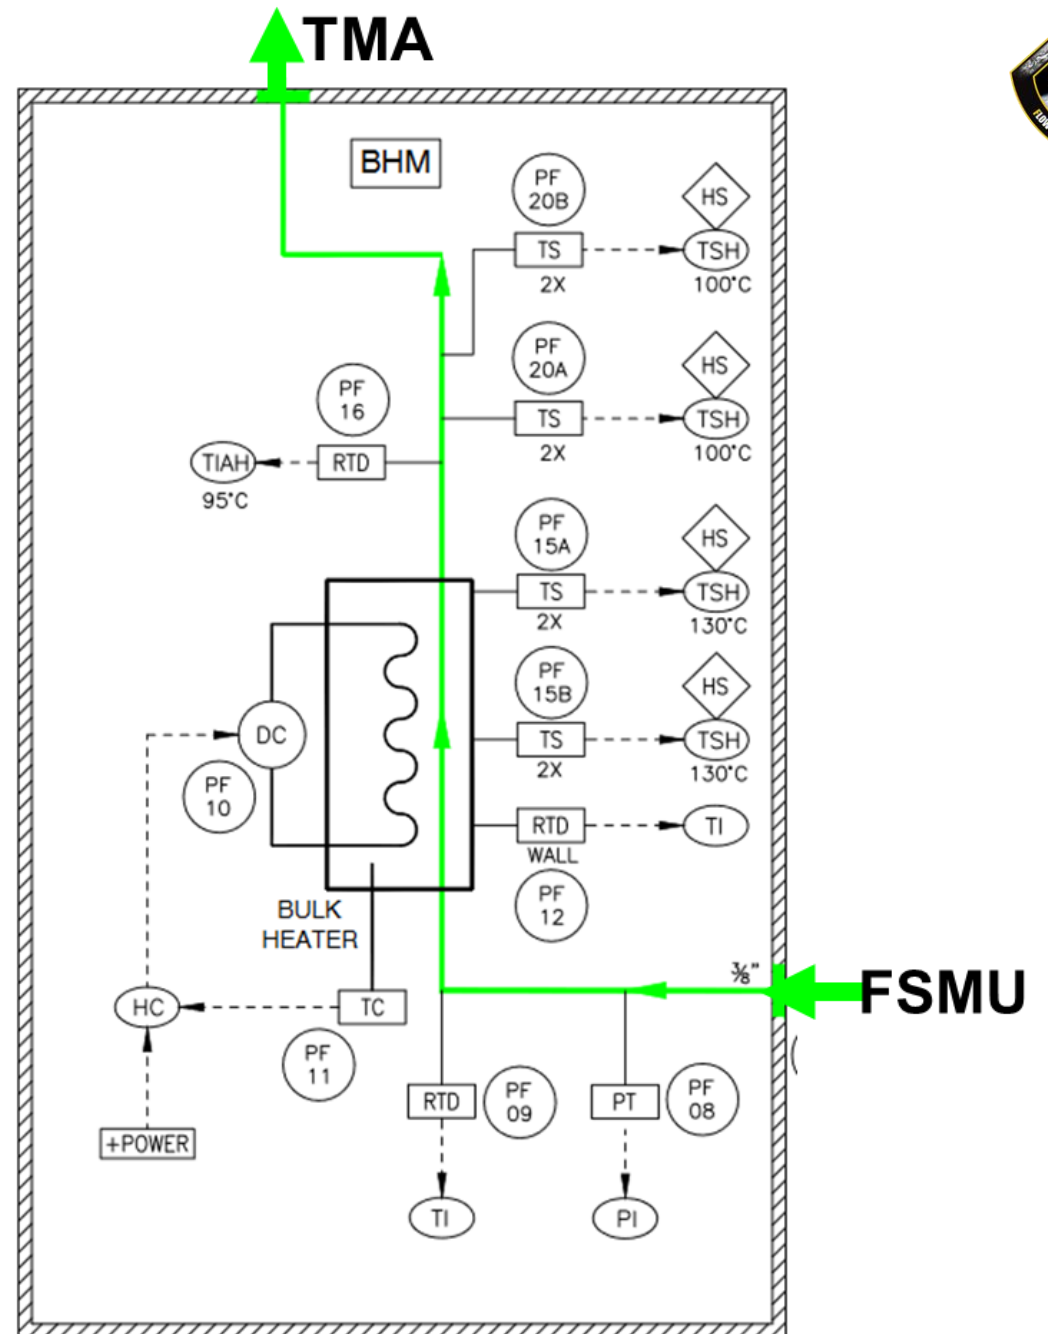 TMA
BHM
PF
20B
HS
TS
TSH
2X
100°C
PF
20A
HS
PF
16
TS
TSH
2X
100°C
TIAH
RTD
95°C
PF
15A
HS
TS
TSH
2X
130°C
PF
15B
HS
DC
TS
TSH
2X
130°C
PF
10
RTD
TI
WALL
PF
12
BULK
HEATER
3/8"
FSMU
HC
TC
PF
11
RTD
PF
09
PT
PF
08
+POWER
TI
PI